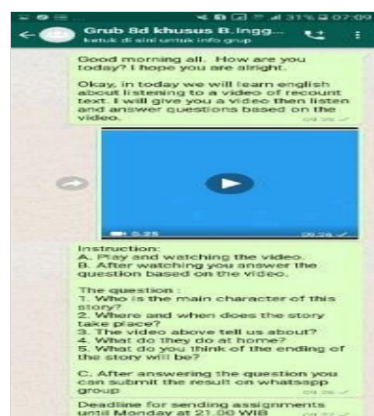 31% 07:09
Grub 8d khusus B.Ingg...
ketuk di sini untuk info grup
Good morning all. How are you
today? I hope you are alright.
Okay, in today we will learn english
about listening to a video of recount
text. I will give you a video then listen
and answer questions based on the
video.
09.26
09.26
Instruction:
A. Play and watching the video.
B. After watching you answer the
question based on the video.
The question :
1. Who is the main character of this
story?
2. Where and when does the story
take place?
3. The video above tell us about?
4. What do they do at home?
5. What do you think of the ending of
the story will be?
C. After answering the question you
can submit the result on whatsapp
group
Deadline for sending assignments
until Monday at 21.00 WIB